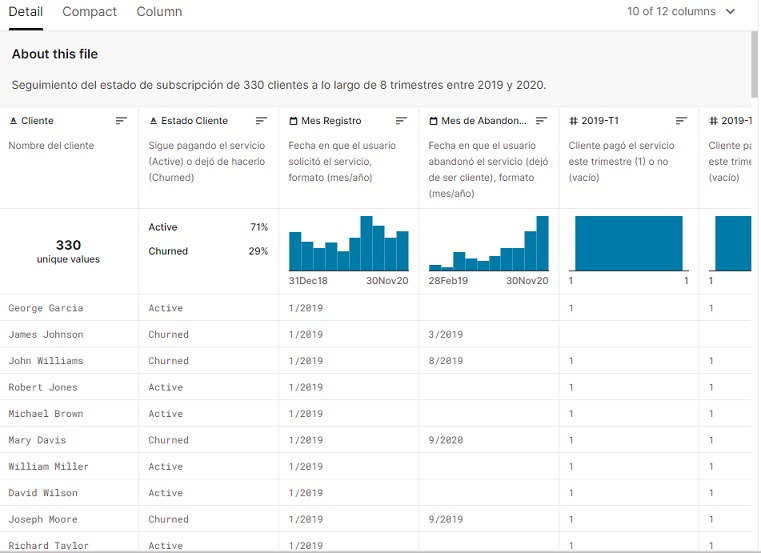 Detail Compact Column 10 of 12 columns
About this file
Seguimiento del estado de subscripción de 330 clientes a lo largo de 8 trimestres entre 2019 y 2020.
Cliente Estado Cliente Mes Registro Mes de Abandon... # 2019-T1 # 2019-T
Nombre del cliente Sigue pagando el servicio Fecha en que el usuario Fecha en que el usuario Cliente pagó el servicio Cliente pa
(Active) o dejó de hacerlo solicitó el servicio, abandonó el servicio (dejó este trimestre (1) o no este trime
(Churned) formato (mes/año) de ser cliente), formato (vacío) (vacío)
(mes/año)
330
unique values
Active 71%
Churned 29%
31Dec18 30Nov20 28Feb19 30Nov20 1 1 1
George Garcia Active 1/2019 1 1
James Johnson Churned 1/2019 3/2019
John Williams Churned 1/2019 8/2019 1 1
Robert Jones Active 1/2019 1 1
Michael Brown Active 1/2019 1 1
Mary Davis Churned 1/2019 9/2020 1 1
William Miller Active 1/2019 1 1
David Wilson Active 1/2019 1 1
Joseph Moore Churned 1/2019 9/2019 1 1
Richard Taylor Active 1/2019 1 1